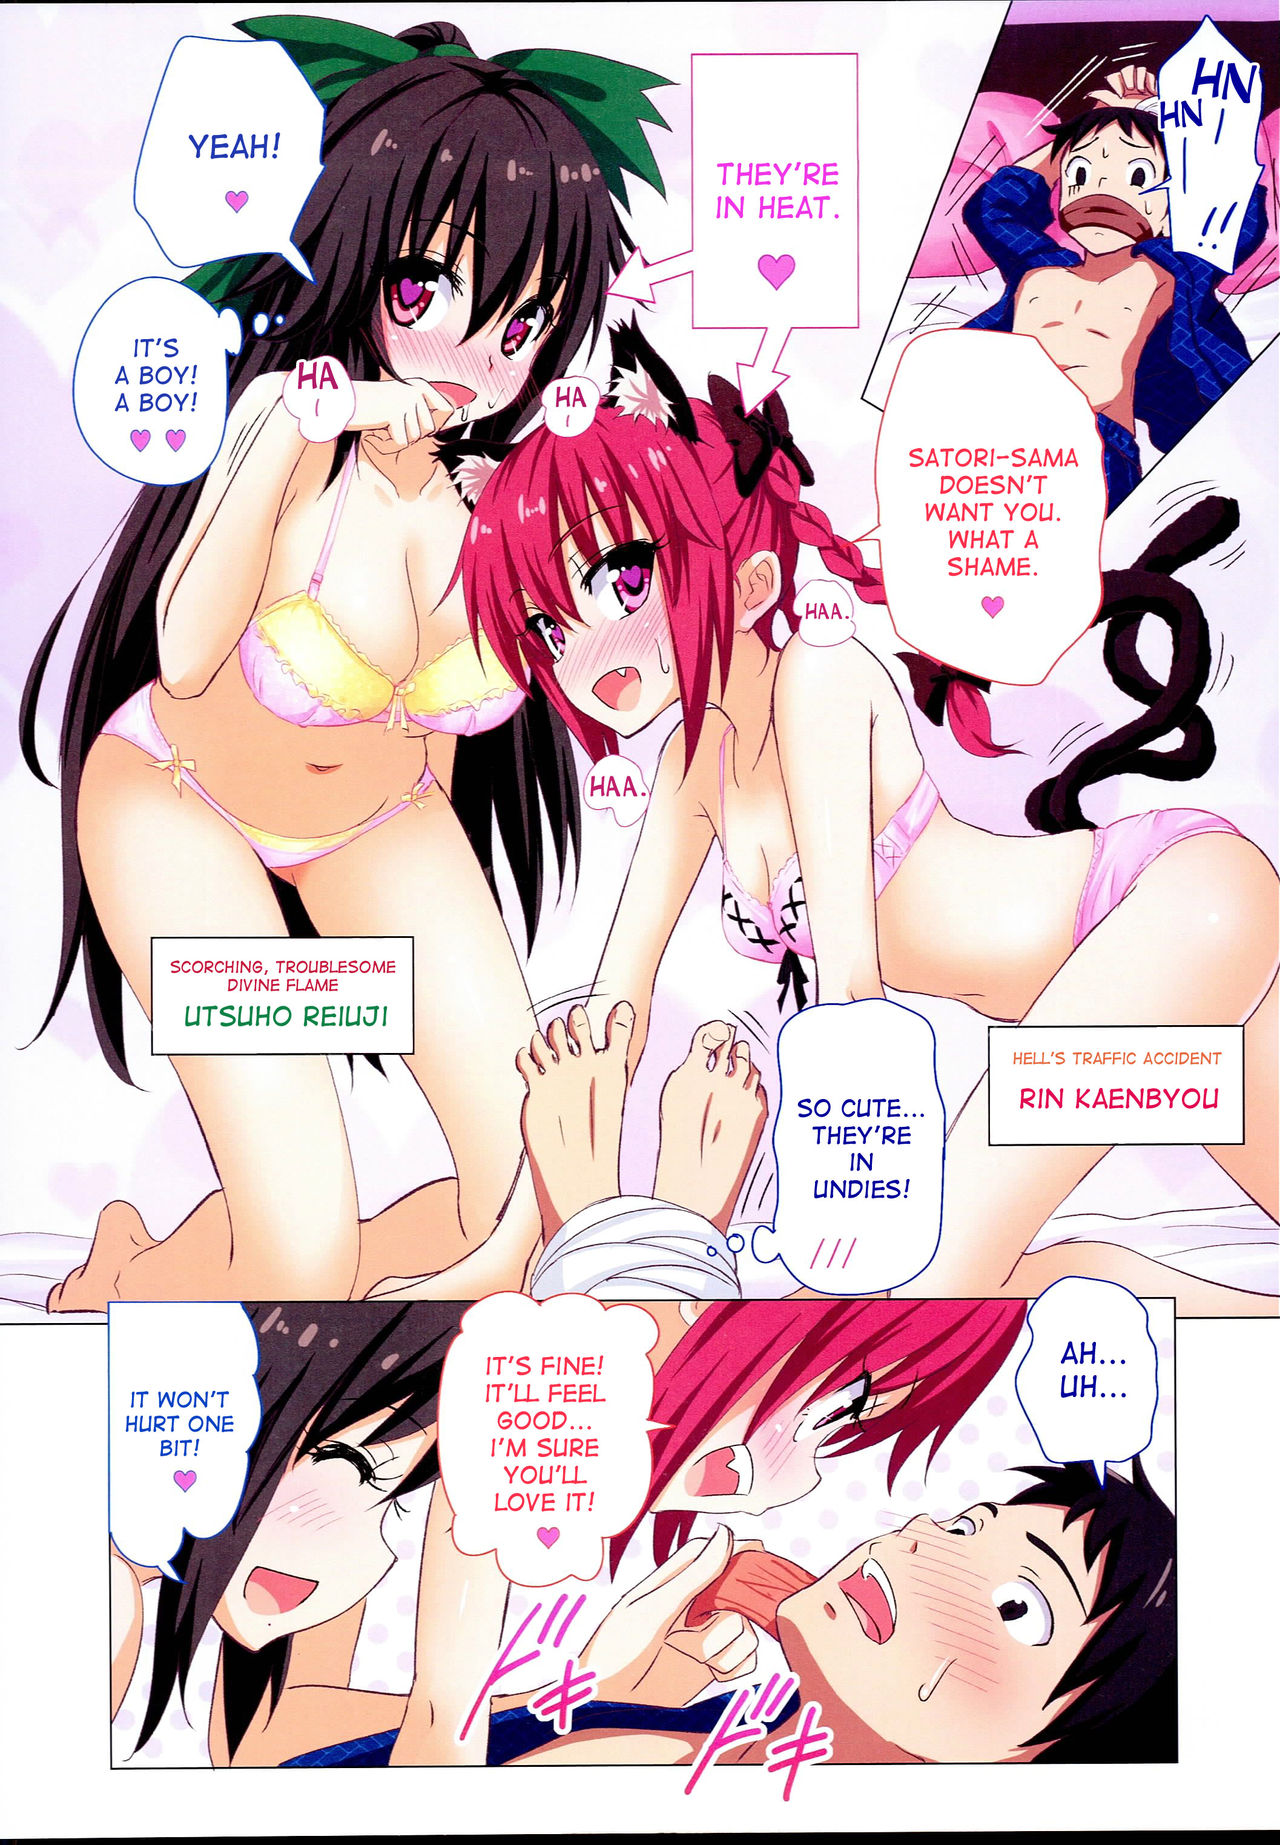 YEAH!
♥
IT'S
A BOY!
A BOY!
♥ ♥
THEY'RE
IN HEAT.
♥
HN
HN
!!
HA
HA
SATORI-SAMA
DOESN'T
WANT YOU.
WHAT A
SHAME.
♥
HAA.
HAA.
SCORCHING, TROUBLESOME
DIVINE FLAME
UTSUHO REIUJI
HELL'S TRAFFIC ACCIDENT
RIN KAENBYOU
SO CUTE...
THEY'RE
IN
UNDIES!
///
AH...
UH...
IT'S FINE!
IT'LL FEEL
GOOD...
I'M SURE
YOU'LL
LOVE IT!
♥
IT WON'T
HURT ONE
BIT!
♥
ドキ
ドキ